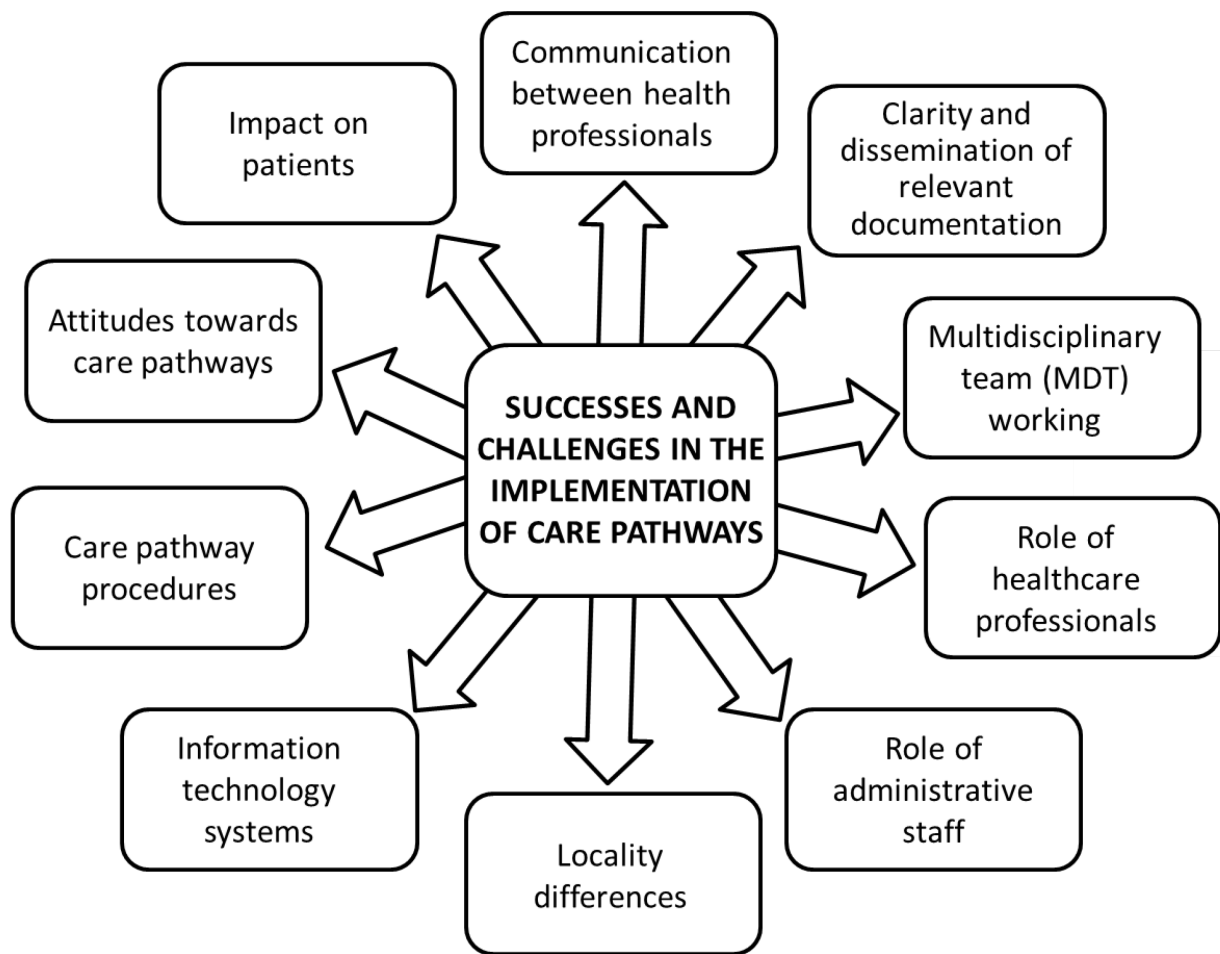 Communication
between health
professionals
Clarity and
dissemination of
relevant
documentation
Multidisciplinary
team (MDT)
working
Role of
healthcare
professionals
Role of
administrative
staff
Locality
differences
Information
technology
systems
Care pathway
procedures
Attitudes towards
care pathways
Impact on
patients
SUCCESSES AND
CHALLENGES IN THE
IMPLEMENTATION
OF CARE PATHWAYS